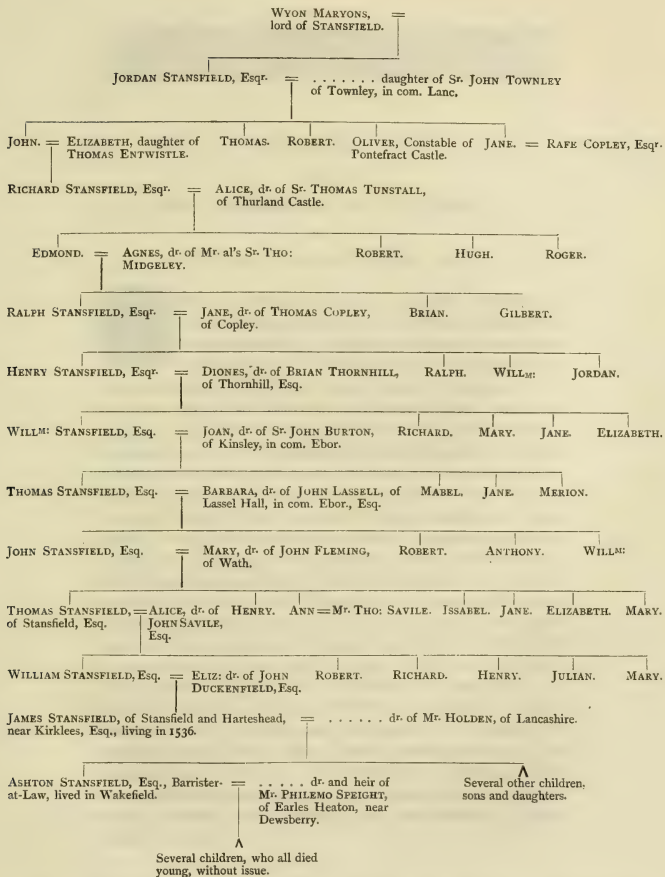 WYON MARYONS, =
lord of STANSFIELD.
JORDAN STANSFIELD, Esqr. = . . . . . . . daughter of Sr. JOHN TOWNLEY
of Townley, in com. Lanc.
JOHN. = ELIZABETH, daughter of THOMAS. ROBERT. OLIVER, Constable of JANE. = RAFE COPLEY, Esqr.
THOMAS ENTWISTLE. Pontefract Castle.
RICHARD STANSFIELD, Esqr. = ALICE, dr. of Sr. THOMAS TUNSTALL,
of Thurland Castle.
EDMOND. = AGNES, dr. of Mr. al's Sr. THO: ROBERT. HUGH. ROGER.
MIDGELEY.
RALPH STANSFIELD, Esqr. = JANE, dr. of THOMAS COPLEY, BRIAN. GILBERT.
of Copley.
HENRY STANSFIELD, Esqr. = DIONES, dr. of BRIAN THORNHILL, RALPH. WILLM: JORDAN.
of Thornhill, Esq.
WILLM: STANSFIELD, Esq. = JOAN, dr. of Sr. JOHN BURTON, RICHARD. MARY. JANE. ELIZABETH.
of Kinsley, in com. Ebor.
THOMAS STANSFIELD, Esq. = BARBARA, dr. of JOHN LASSELL, of MABEL. JANE. MERION.
Lassel Hall, in com. Ebor., Esq.
JOHN STANSFIELD, Esq. = MARY, dr. of JOHN FLEMING, ROBERT. ANTHONY. WILLM:
of Wath.
THOMAS STANSFIELD, = ALICE, dr. of HENRY. ANN = Mr. THO: SAVILE. ISSABEL. JANE. ELIZABETH. MARY.
of Stansfield, Esq. JOHN SAVILE,
Esq.
WILLIAM STANSFIELD, Esq. = ELIZ: dr. of JOHN ROBERT. RICHARD. HENRY. JULIAN. MARY.
DUCKENFIELD, Esq.
JAMES STANSFIELD, of Stansfield and Harteshead, = . . . . . . dr. of Mr. HOLDEN, of Lancashire.
near Kirklees, Esq., living in 1536.
ASHTON STANSFIELD, Esq., Barrister- = . . . . . dr. and heir of Several other children,
at-Law, lived in Wakefield. Mr. PHILEMO SPEIGHT, sons and daughters.
of Earles Heaton, near
Dewsberry.
Several children, who all died
young, without issue.